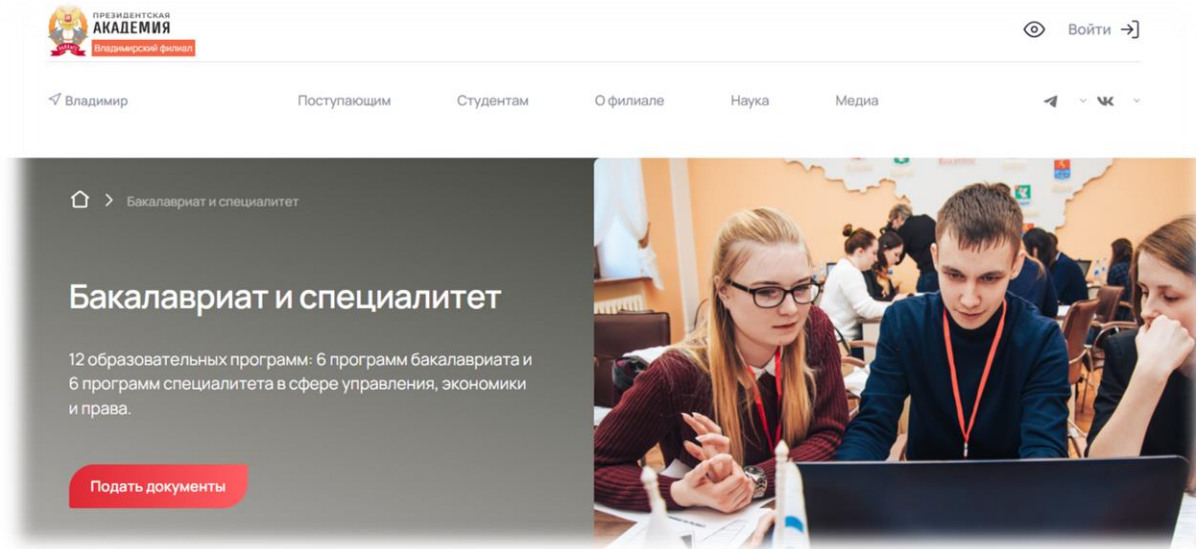 ПРЕЗИДЕНТСКАЯ
АКАДЕМИЯ
Владимирский филиал
Войти
Владимир
Поступающим
Студентам
О филиале
Наука
Медиа
Бакалавриат и специалитет
Бакалавриат и специалитет
12 образовательных программ: 6 программ бакалавриата и
6 программ специалитета в сфере управления, экономики
и права.
Подать документы